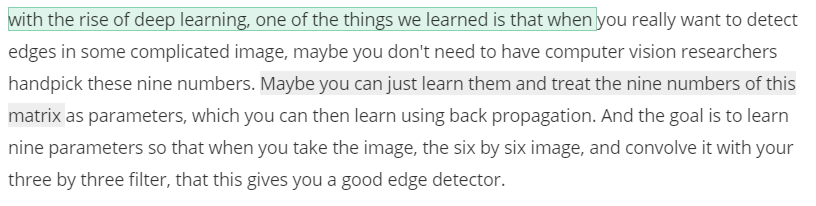 with the rise of deep learning, one of the things we learned is that when you really want to detect
edges in some complicated image, maybe you don't need to have computer vision researchers
handpick these nine numbers. Maybe you can just learn them and treat the nine numbers of this
matrix as parameters, which you can then learn using back propagation. And the goal is to learn
nine parameters so that when you take the image, the six by six image, and convolve it with your
three by three filter, that this gives you a good edge detector.